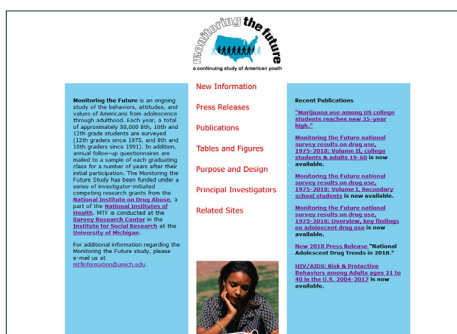 monitoring the future
a continuing study of American youth
Monitoring the Future is an ongoing
study of the behaviors, attitudes, and
values of Americans from adolescence
through adulthood. Each year, a total
of approximately 50,000 8th, 10th and
12th grade students are surveyed
(12th graders since 1975, and 8th and
10th graders since 1991). In addition,
annual follow-up questionnaires are
mailed to a sample of each graduating
class for a number of years after their
initial participation. The Monitoring the
Future Study has been funded under a
series of investigator-initiated
competing research grants from the
National Institute on Drug Abuse, a
part of the National Institutes of
Health. MTF is conducted at the
Survey Research Center in the
Institute for Social Research at the
University of Michigan.
For additional information regarding the
Monitoring the Future study, please
e-mail us at
mtfinformation@umich.edu.
New Information
Press Releases
Publications
Tables and Figures
Purpose and Design
Principal Investigators
Related Sites
Recent Publications
"Marijuana use among US college
students reaches new 35-year
high."
Monitoring the Future national
survey results on drug use,
1975-2018: Volume II, college
students & adults 19-60 is now
available.
Monitoring the Future national
survey results on drug use,
1975-2018: Volume I, Secondary
school students is now available.
Monitoring the Future national
survey results on drug use,
1975-2018: Overview, key findings
on adolescent drug use is now
available.
New 2018 Press Release "National
Adolescent Drug Trends in 2018."
HIV/AIDS: Risk & Protective
Behaviors among Adults ages 21 to
40 in the U.S. 2004-2017 is now
available.